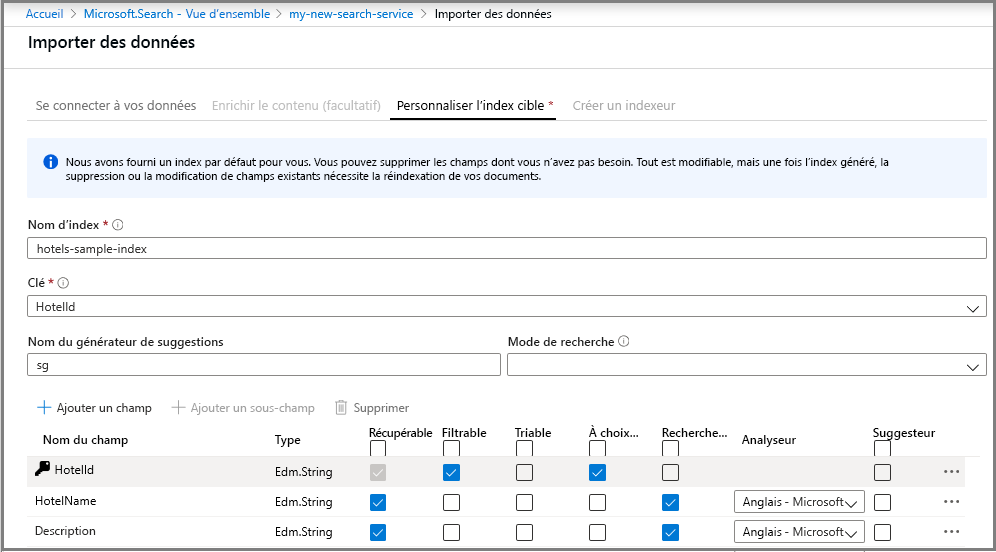 Accueil > Microsoft.Search - Vue d'ensemble > my-new-search-service > Importer des données
Importer des données
Se connecter à vos données Enrichir le contenu (facultatif) Personnaliser l'index cible * Créer un indexeur
Nous avons fourni un index par défaut pour vous. Vous pouvez supprimer les champs dont vous n'avez pas besoin. Tout est modifiable, mais une fois l'index généré, la
suppression ou la modification de champs existants nécessite la réindexation de vos documents.
Nom d'index *
hotels-sample-index
Clé *
HotelId
Nom du générateur de suggestions Mode de recherche
sg
Ajouter un champ Ajouter un sous-champ Supprimer
Nom du champ Type Récupérable Filtrable Triable À choix... Recherche... Analyseur Suggesteur
HotelId Edm.String
HotelName Edm.String Anglais - Microsoft
Description Edm.String Anglais - Microsoft